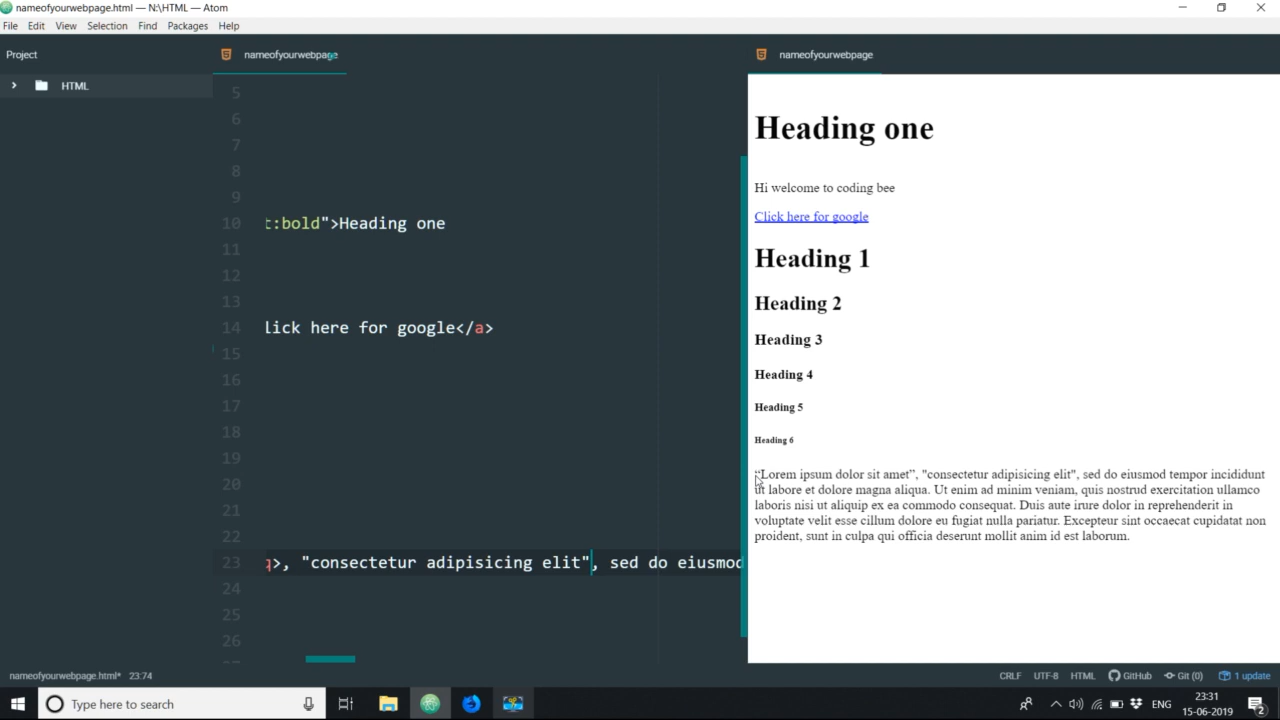 nameofyourwebpage.html — N:\HTML — Atom
File Edit View Selection Find Packages Help
Project
HTML
nameofyourwebpage
5
6
7
8
9
10 t:bold">Heading one
11
12
13
14 lick here for google</a>
15
16
17
18
19
20
21
22
23 q>, "consectetur adipisicing elit", sed do eiusmod
24
25
26
nameofyourwebpage
Heading one
Hi welcome to coding bee
Click here for google
Heading 1
Heading 2
Heading 3
Heading 4
Heading 5
Heading 6
“Lorem ipsum dolor sit amet”, "consectetur adipisicing elit", sed do eiusmod tempor incididunt
ut labore et dolore magna aliqua. Ut enim ad minim veniam, quis nostrud exercitation ullamco
laboris nisi ut aliquip ex ea commodo consequat. Duis aute irure dolor in reprehenderit in
voluptate velit esse cillum dolore eu fugiat nulla pariatur. Excepteur sint occaecat cupidatat non
proident, sunt in culpa qui officia deserunt mollit anim id est laborum.
nameofyourwebpage.html* 23:74
CRLF UTF-8 HTML GitHub Git (0) 1 update
Type here to search
ENG
23:31
15-06-2019
2